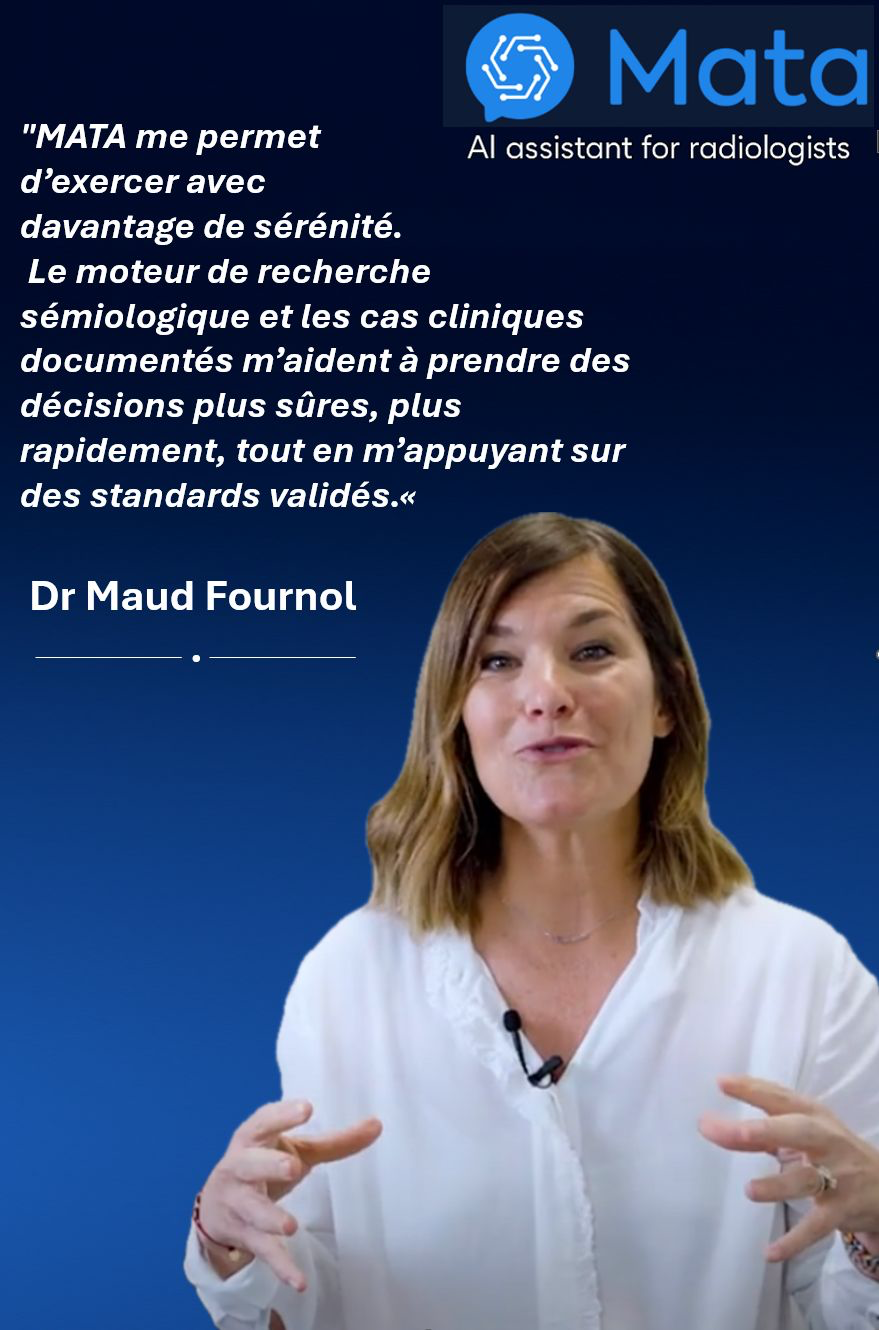 Mata
AI assistant for radiologists
"MATA me permet
d’exercer avec
davantage de sérénité.
Le moteur de recherche
sémiologique et les cas cliniques
documentés m’aident à prendre des
décisions plus sûres, plus
rapidement, tout en m’appuyant sur
des standards validés.«
Dr Maud Fournol